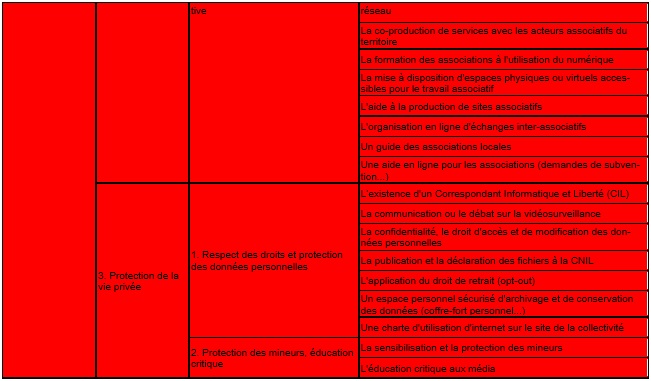 tive
réseau
La co-production de services avec les acteurs associatifs du
territoire
La formation des associations à l'utilisation du numérique
La mise à disposition d'espaces physiques ou virtuels acces-
sibles pour le travail associatif
L'aide à la production de sites associatifs
L'organisation en ligne d'échanges inter-associatifs
Un guide des associations locales
Une aide en ligne pour les associations (demandes de subven-
tion...)
3. Protection de la
vie privée
1. Respect des droits et protection
des données personnelles
L'existence d'un Correspondant Informatique et Liberté (CIL)
La communication ou le débat sur la vidéosurveillance
La confidentialité, le droit d'accès et de modification des don-
nées personnelles
La publication et la déclaration des fichiers à la CNIL
L'application du droit de retrait (opt-out)
Un espace personnel sécurisé d'archivage et de conservation
des données (coffre-fort personnel...)
Une charte d'utilisation d'internet sur le site de la collectivité
2. Protection des mineurs, éducation
critique
La sensibilisation et la protection des mineurs
L'éducation critique aux média